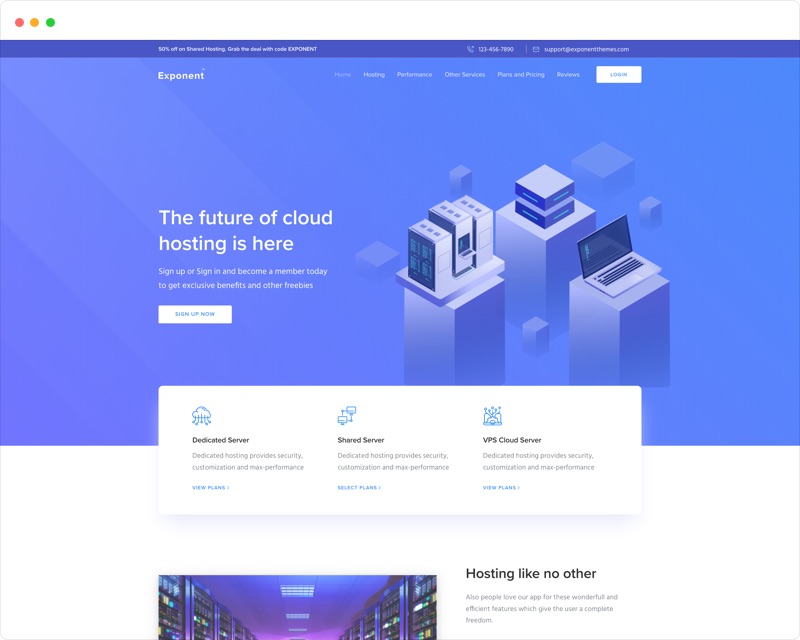 50% off on Shared Hosting. Grab the deal with code EXPONENT
123-456-7890
support@exponentthemes.com
Exponent
Home
Hosting
Performance
Other Services
Plans and Pricing
Reviews
LOGIN
The future of cloud
hosting is here
Sign up or Sign in and become a member today
to get exclusive benefits and other freebies
SIGN UP NOW
Dedicated Server
Dedicated hosting provides security,
customization and max-performance
VIEW PLANS >
Shared Server
Dedicated hosting provides security,
customization and max-performance
SELECT PLANS >
VPS Cloud Server
Dedicated hosting provides security,
customization and max-performance
VIEW PLANS >
Hosting like no other
Also people love our app for these wonderfull and
efficient features which give the user a complete
freedom.